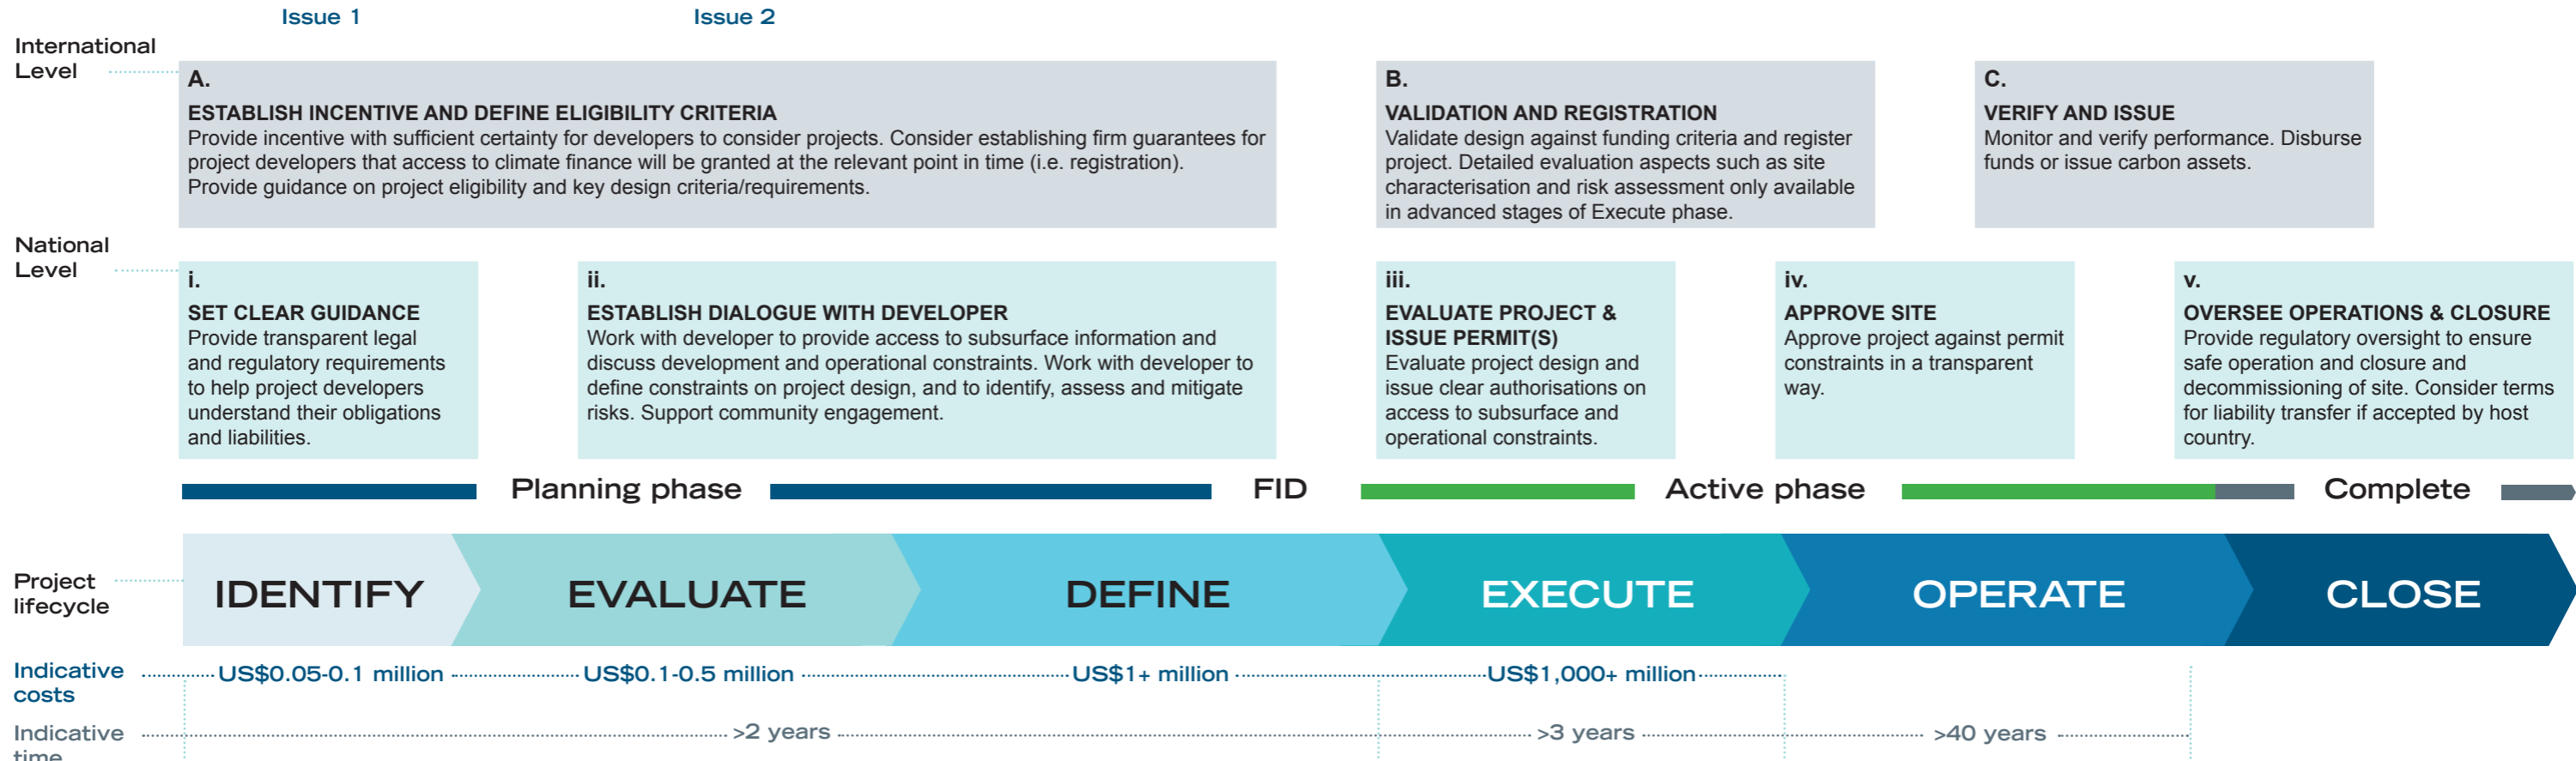 Issue 1
Issue 2
International
Level
A.
ESTABLISH INCENTIVE AND DEFINE ELIGIBILITY CRITERIA
Provide incentive with sufficient certainty for developers to consider projects. Consider establishing firm guarantees for
project developers that access to climate finance will be granted at the relevant point in time (i.e. registration).
Provide guidance on project eligibility and key design criteria/requirements.
B.
VALIDATION AND REGISTRATION
Validate design against funding criteria and register
project. Detailed evaluation aspects such as site
characterisation and risk assessment only available
in advanced stages of Execute phase.
C.
VERIFY AND ISSUE
Monitor and verify performance. Disburse
funds or issue carbon assets.
National
Level
i.
SET CLEAR GUIDANCE
Provide transparent legal
and regulatory requirements
to help project developers
understand their obligations
and liabilities.
ii.
ESTABLISH DIALOGUE WITH DEVELOPER
Work with developer to provide access to subsurface information and
discuss development and operational constraints. Work with developer to
define constraints on project design, and to identify, assess and mitigate
risks. Support community engagement.
iii.
EVALUATE PROJECT &
ISSUE PERMIT(S)
Evaluate project design and
issue clear authorisations on
access to subsurface and
operational constraints.
iv.
APPROVE SITE
Approve project against permit
constraints in a transparent
way.
v.
OVERSEE OPERATIONS & CLOSURE
Provide regulatory oversight to ensure
safe operation and closure and
decommissioning of site. Consider terms
for liability transfer if accepted by host
country.
Planning phase
FID
Active phase
Complete
Project
lifecycle
IDENTIFY
EVALUATE
DEFINE
EXECUTE
OPERATE
CLOSE
Indicative
costs
US$0.05-0.1 million
US$0.1-0.5 million
US$1+ million
US$1,000+ million
Indicative
time
>2 years
>3 years
>40 years